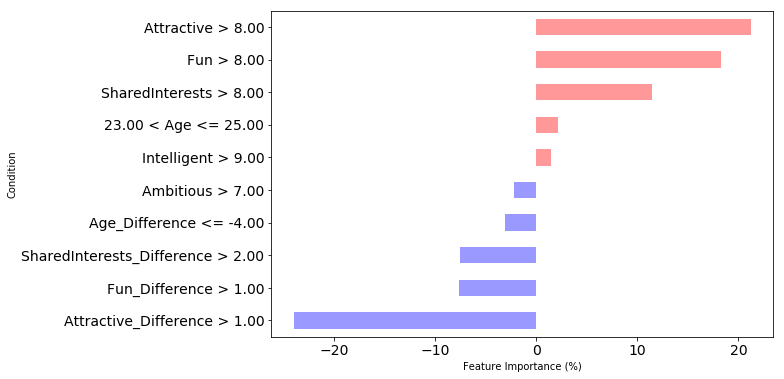 Attractive > 8.00
Fun > 8.00
SharedInterests > 8.00
23.00 < Age <= 25.00
Intelligent > 9.00
Condition
Ambitious > 7.00
Age_Difference <= -4.00
SharedInterests_Difference > 2.00
Fun_Difference > 1.00
Attractive_Difference > 1.00
−20 −10 0 10 20
Feature Importance (%)